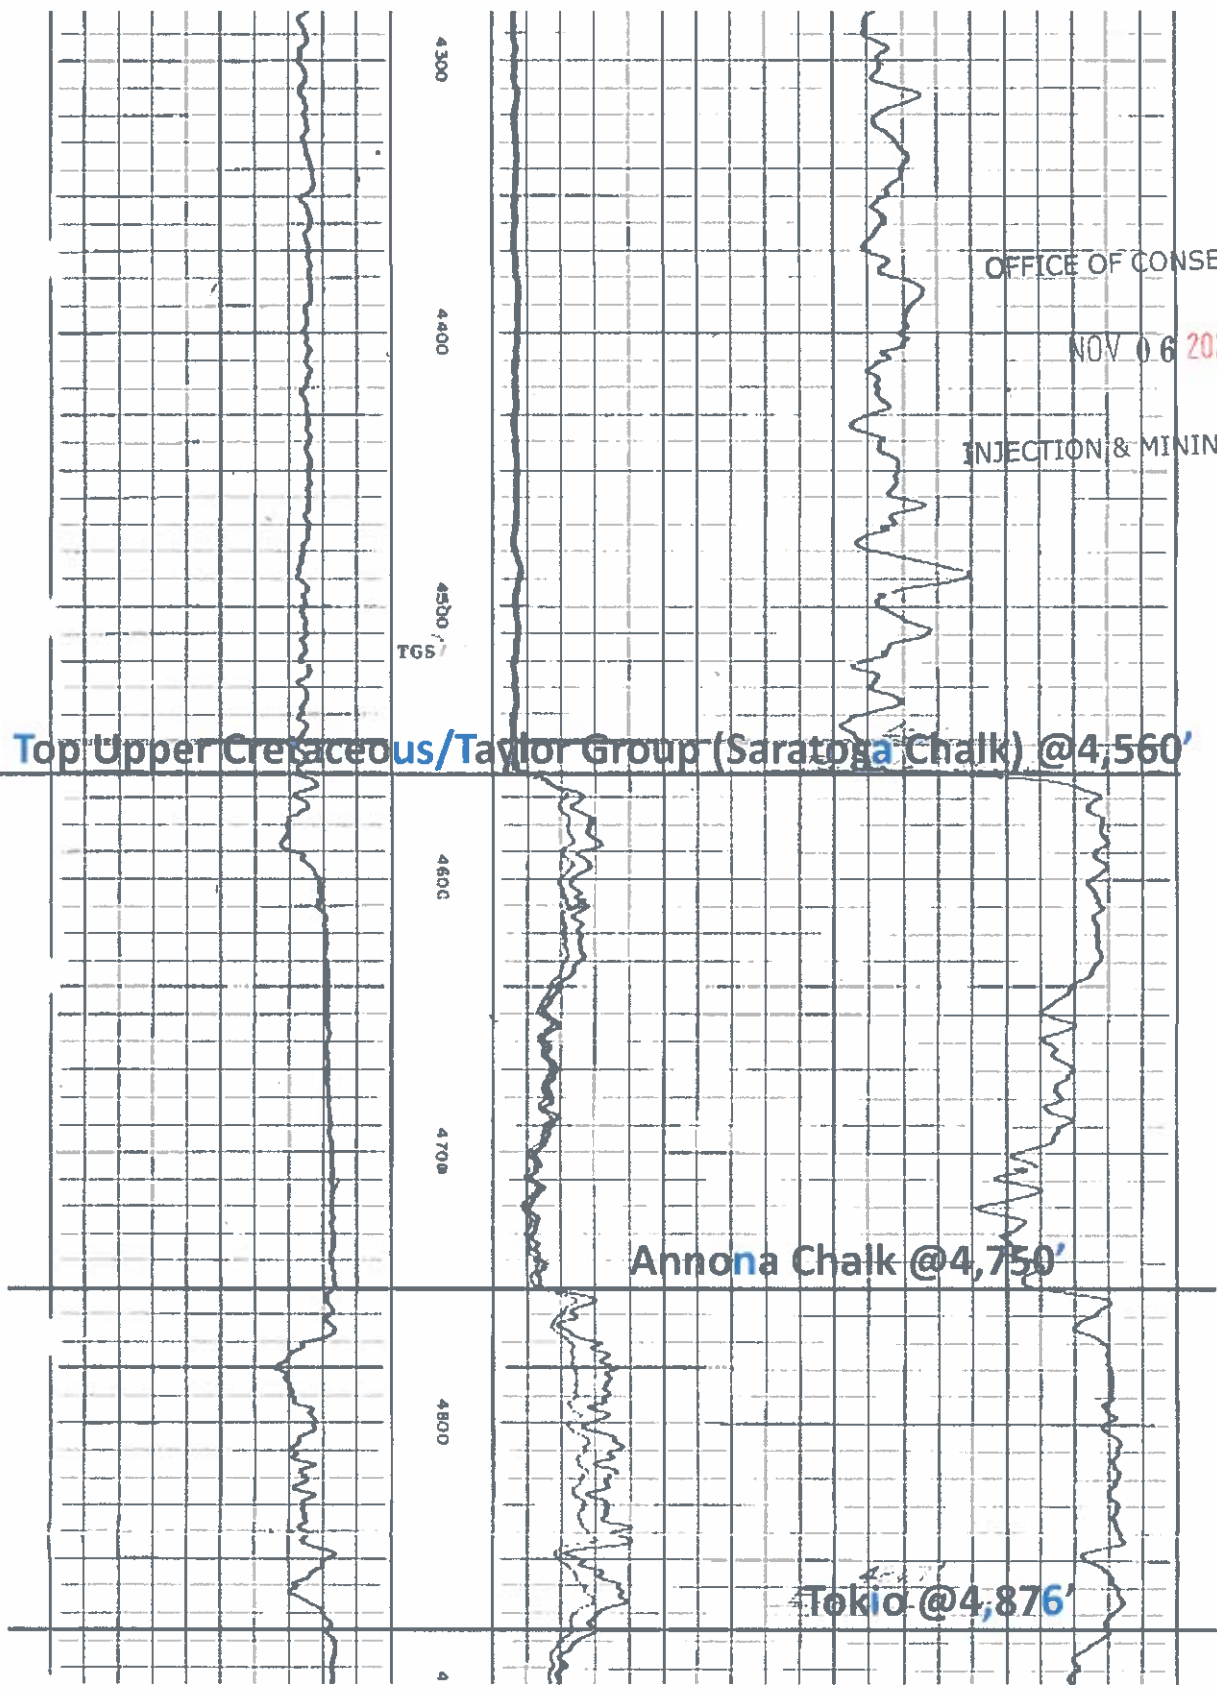 4300
OFFICE OF CONSE
4400
NOV 06 20
INJECTION & MININ
4500
TGS
Top Upper Cretaceous/Taylor Group (Saratoga Chalk) @4,560'
4600
4700
Annona Chalk @4,750'
4800
Tokio @4,876'
4